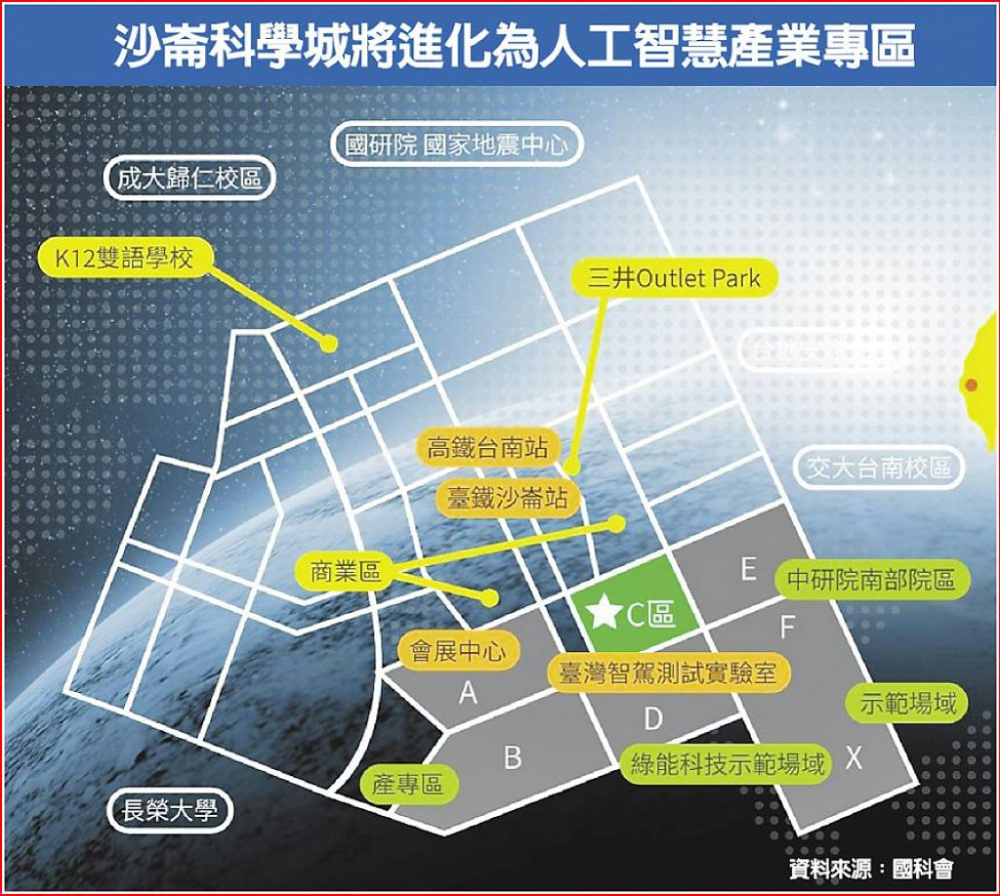 沙崙科學城將進化為人工智慧產業專區
國研院 國家地震中心
成大歸仁校區
K12雙語學校
三井Outlet Park
高鐵台南站
交大台南校區
臺鐵沙崙站
商業區
E
中研院南部院區
C區
F
會展中心
臺灣智駕測試實驗室
A
示範場域
D
B
X
綠能科技示範場域
產專區
長榮大學
資料來源：國科會